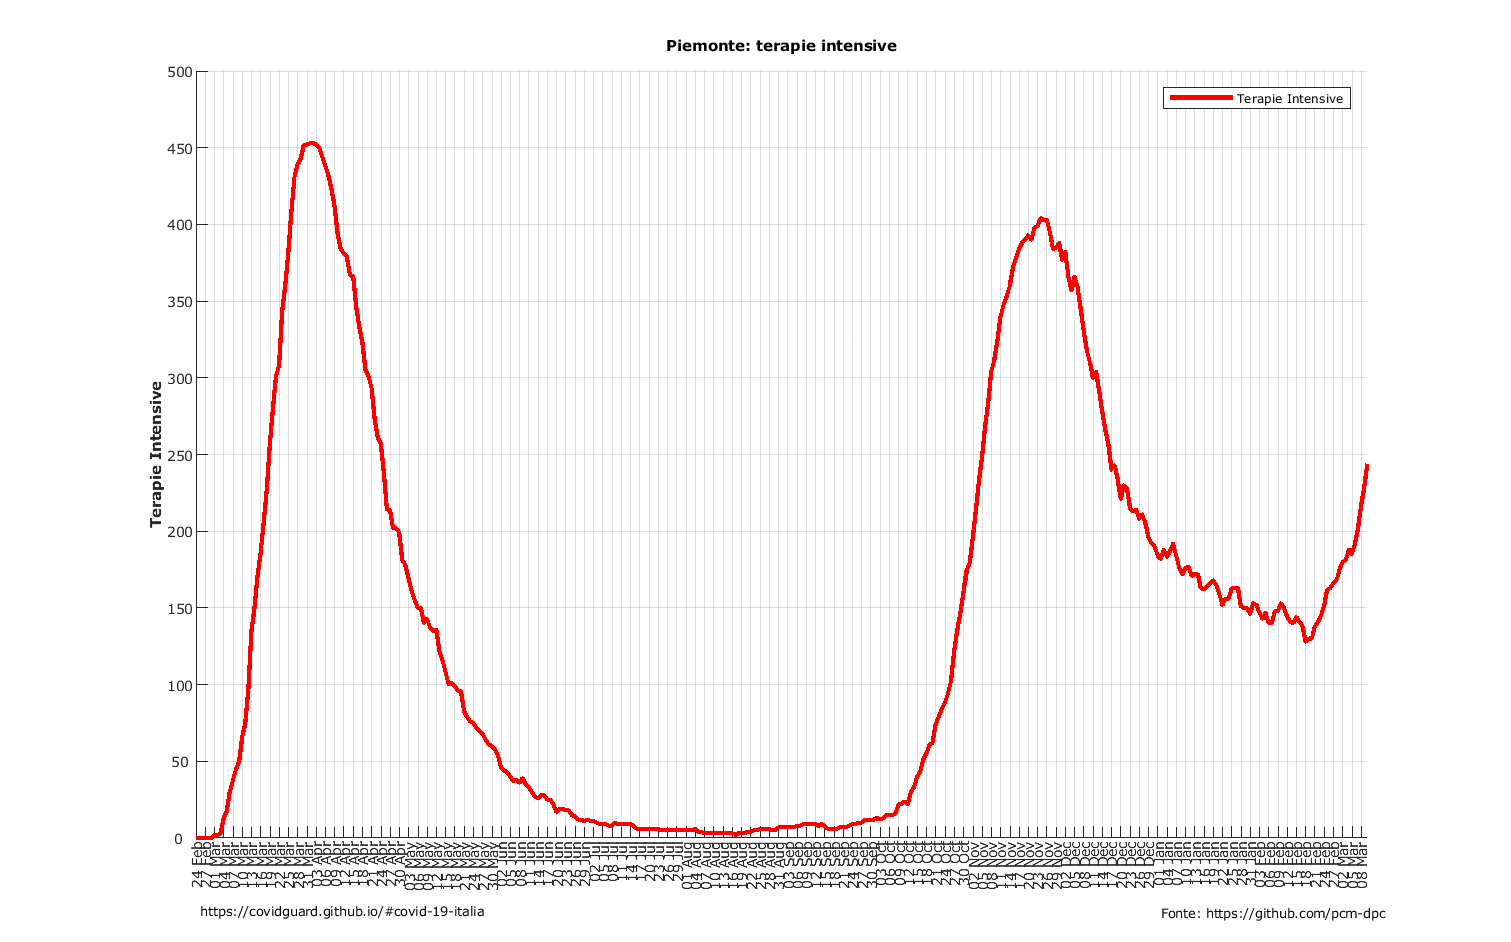 Piemonte: terapie intensive
Terapie Intensive
500
450
400
350
300
250
200
150
100
50
0
Terapie Intensive
24 Feb
27 Feb
01 Mar
04 Mar
07 Mar
10 Mar
13 Mar
16 Mar
19 Mar
22 Mar
25 Mar
28 Mar
31 Mar
03 Apr
06 Apr
09 Apr
12 Apr
15 Apr
18 Apr
21 Apr
24 Apr
27 Apr
30 Apr
03 May
06 May
09 May
12 May
15 May
18 May
21 May
24 May
27 May
30 May
02 Jun
05 Jun
08 Jun
11 Jun
14 Jun
17 Jun
20 Jun
23 Jun
26 Jun
29 Jun
02 Jul
05 Jul
08 Jul
11 Jul
14 Jul
17 Jul
20 Jul
23 Jul
26 Jul
29 Jul
01 Aug
04 Aug
07 Aug
10 Aug
13 Aug
16 Aug
19 Aug
22 Aug
25 Aug
28 Aug
31 Aug
03 Sep
06 Sep
09 Sep
12 Sep
15 Sep
18 Sep
21 Sep
24 Sep
27 Sep
30 Sep
03 Oct
06 Oct
09 Oct
12 Oct
15 Oct
18 Oct
21 Oct
24 Oct
27 Oct
30 Oct
02 Nov
05 Nov
08 Nov
11 Nov
14 Nov
17 Nov
20 Nov
23 Nov
26 Nov
29 Nov
02 Dec
05 Dec
08 Dec
11 Dec
14 Dec
17 Dec
20 Dec
23 Dec
26 Dec
29 Dec
01 Jan
04 Jan
07 Jan
10 Jan
13 Jan
16 Jan
19 Jan
22 Jan
25 Jan
28 Jan
31 Jan
03 Feb
06 Feb
09 Feb
12 Feb
15 Feb
18 Feb
21 Feb
24 Feb
27 Feb
02 Mar
05 Mar
08 Mar
https://covidguard.github.io/#covid-19-italia
Fonte: https://github.com/pcm-dpc